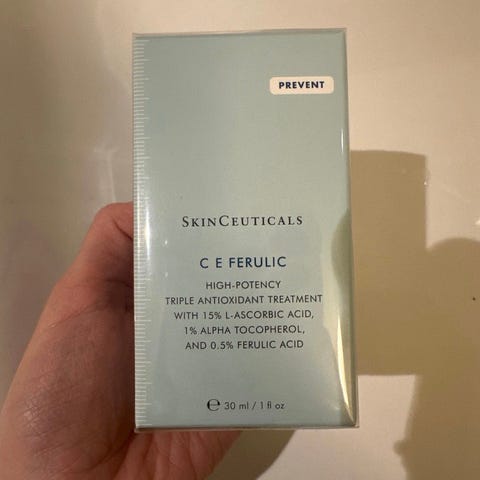 PREVENT
SKINCEUTICALS
C E FERULIC
HIGH-POTENCY
TRIPLE ANTIOXIDANT TREATMENT
WITH 15% L-ASCORBIC ACID,
1% ALPHA TOCOPHEROL,
AND 0.5% FERULIC ACID
℮ 30 ml / 1 fl oz